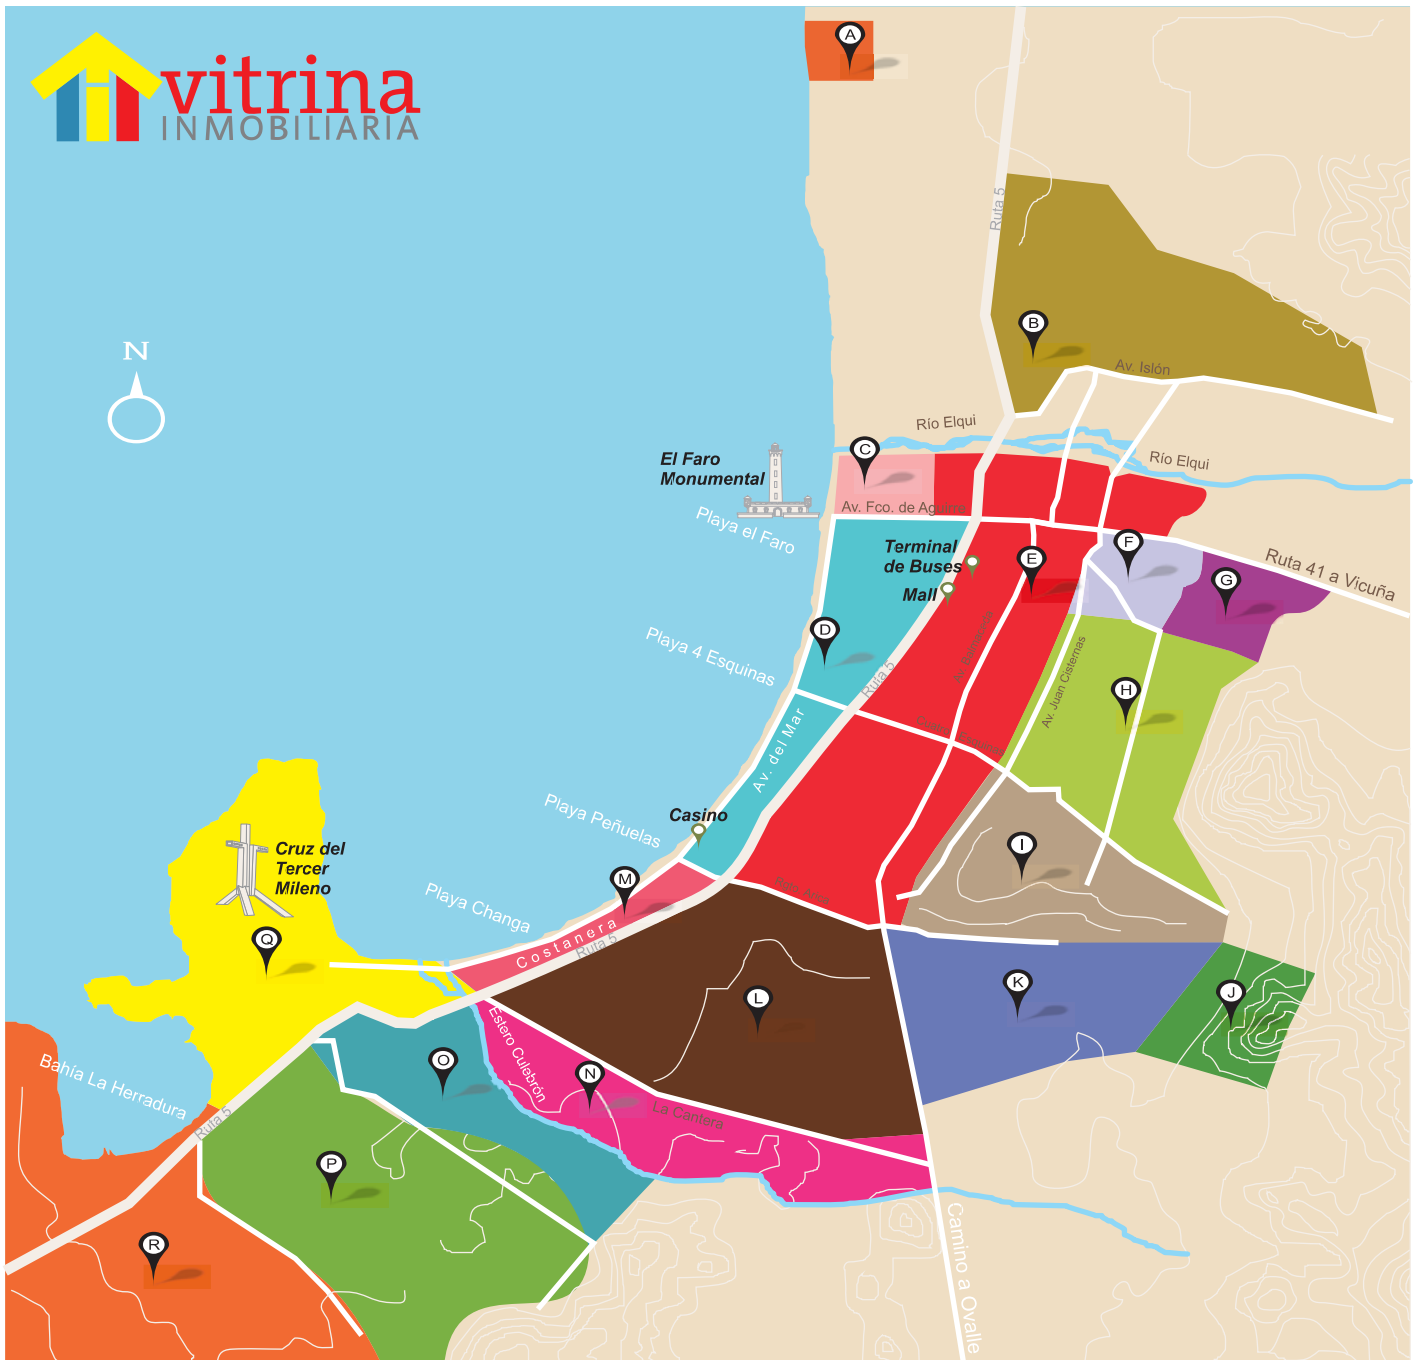 vitrina
INMOBILIARIA
A
Ruta 5
N
B
Av. Islón
Río Elqui
Río Elqui
El Faro
Monumental
C
Av. Fco. de Aguirre
Playa el Faro
Terminal
de Buses
Mall
E
F
G
Ruta 41 a Vicuña
D
Playa 4 Esquinas
Ruta 5
Av. Juan Cisternas
H
Av. del Mar
Playa Peñuelas
Casino
Cruz del
Tercer
Mileno
I
M
Playa Changa
Costanera
Ruta 5
Q
L
K
J
Estero Culebrón
Bahía La Herradura
O
N
La Cantera
Ruta 5
P
R
Camino a Ovalle